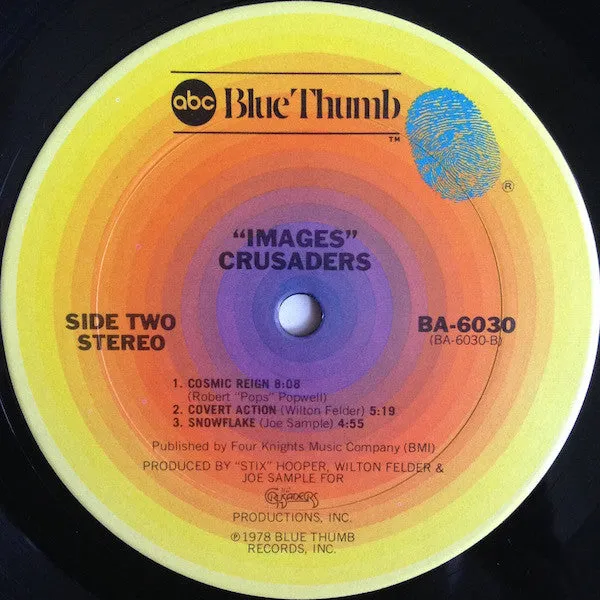 abc Blue Thumb
™
®
"IMAGES"
CRUSADERS
SIDE TWO
STEREO
BA-6030
(BA-6030-B)
1. COSMIC REIGN 8:08
(Robert "Pops" Popwell)
2. COVERT ACTION (Wilton Felder) 5:19
3. SNOWFLAKE (Joe Sample) 4:55
Published by Four Knights Music Company (BMI)
PRODUCED BY "STIX" HOOPER, WILTON FELDER &
JOE SAMPLE FOR
THE CRUSADERS
PRODUCTIONS, INC.
℗1978 BLUE THUMB
RECORDS, INC.